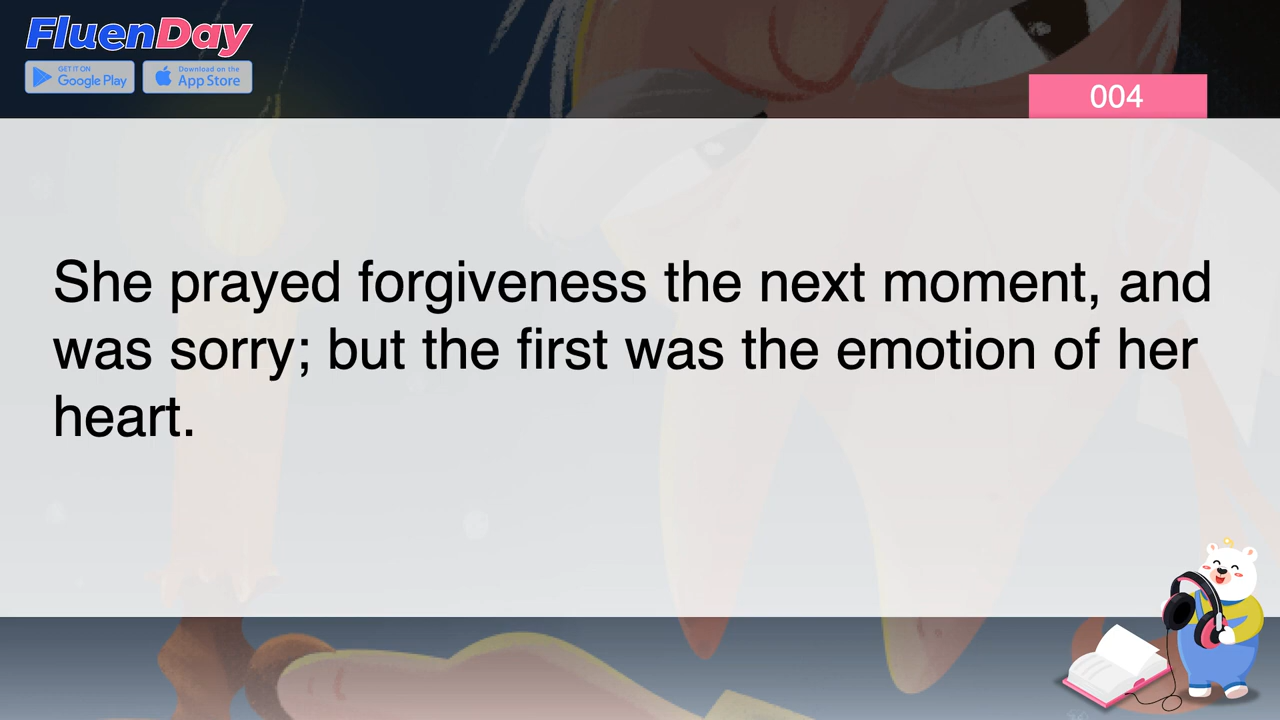 FluenDay
GET IT ON
Google Play
Download on the
App Store
004
She prayed forgiveness the next moment, and
was sorry; but the first was the emotion of her
heart.